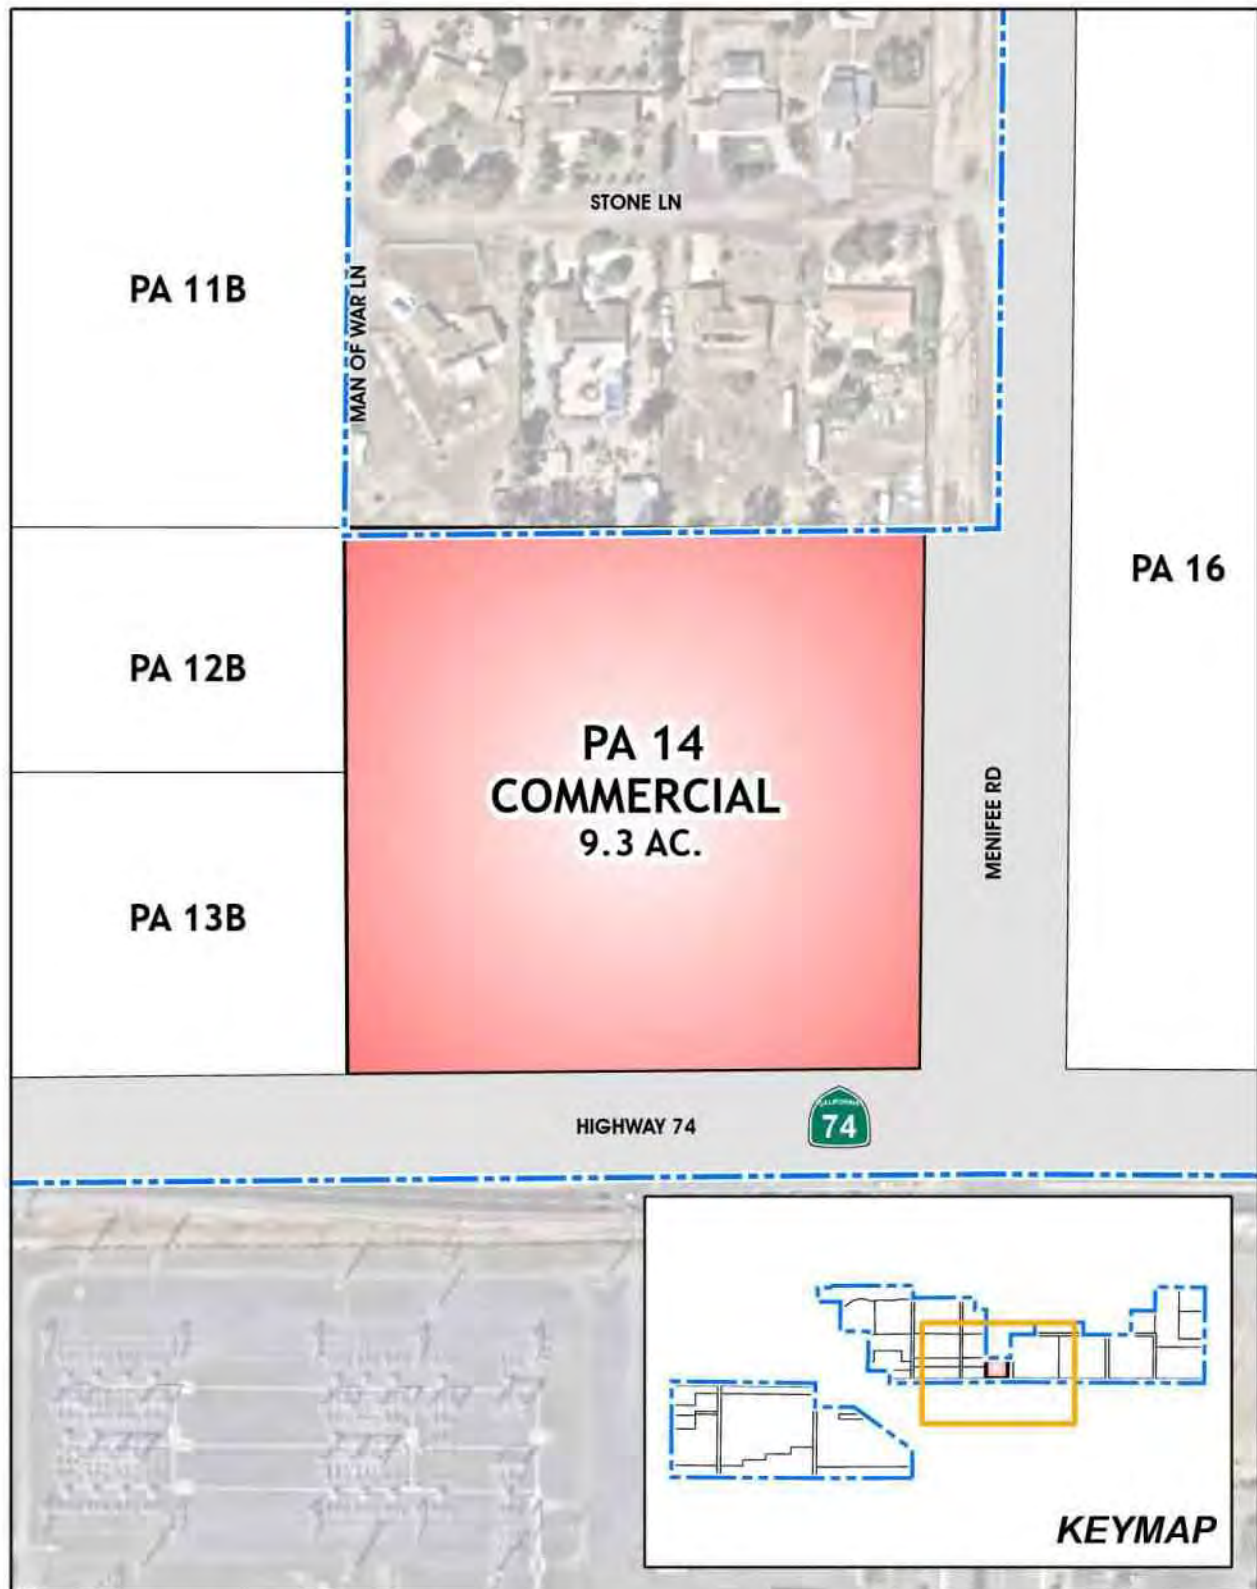 STONE LN
PA 11B
MAN OF WAR LN
PA 16
PA 12B
PA 14
COMMERCIAL
9.3 AC.
MENIFEE RD
PA 13B
HIGHWAY 74
CALIFORNIA
74
KEYMAP